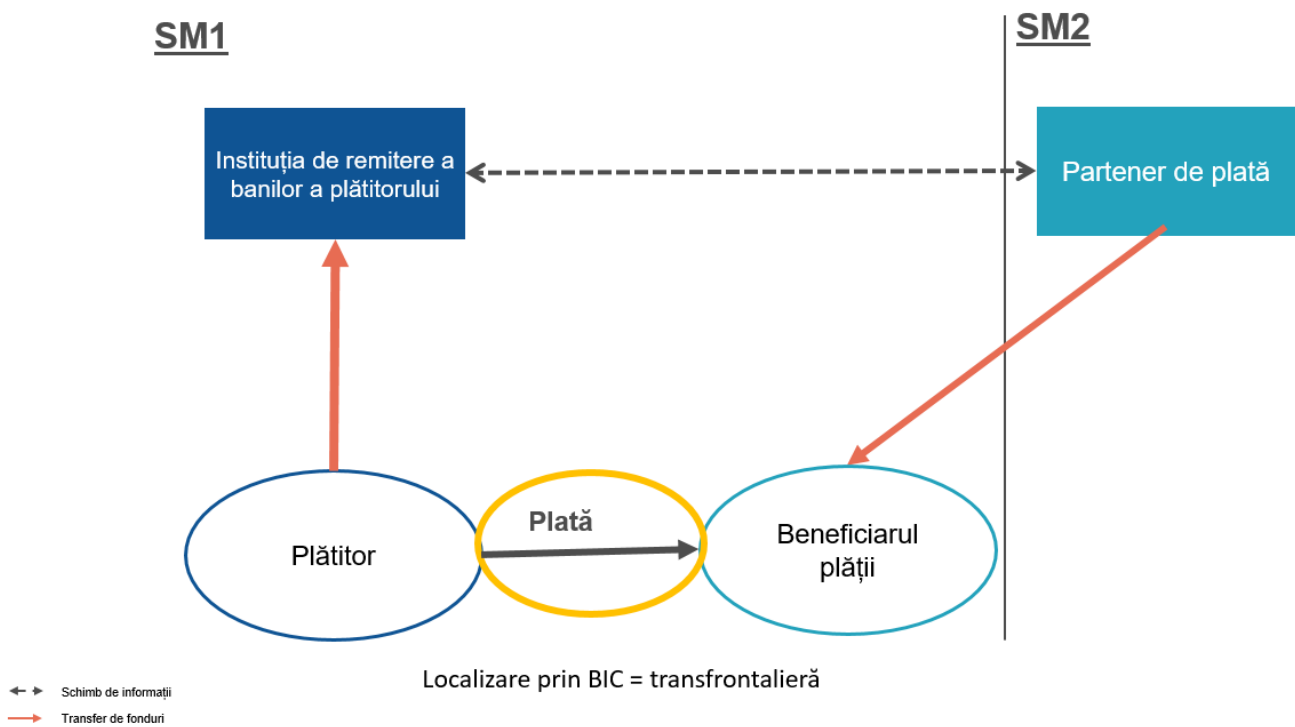 SM1
SM2
Instituția de remitere a
banilor a plătitorului
Partener de plată
Plată
Plătitor
Beneficiarul
plății
Localizare prin BIC = transfrontalieră
Schimb de informații
Transfer de fonduri